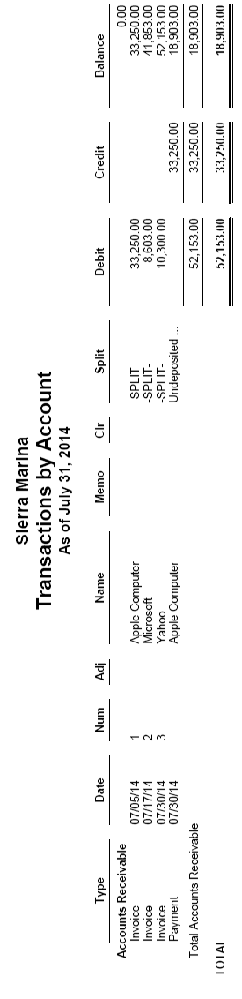 Sierra Marina
Transactions by Account
As of July 31, 2014
Type Date Num Adj Name Memo Clr Split Debit Credit Balance
Accounts Receivable 0.00
Invoice 07/05/14 1 Apple Computer -SPLIT- 33,250.00 33,250.00
Invoice 07/17/14 2 Microsoft -SPLIT- 8,603.00 41,853.00
Invoice 07/30/14 3 Yahoo -SPLIT- 10,300.00 52,153.00
Payment 07/30/14 Apple Computer Undeposited ... 33,250.00 18,903.00
Total Accounts Receivable 52,153.00 33,250.00 18,903.00
TOTAL 52,153.00 33,250.00 18,903.00